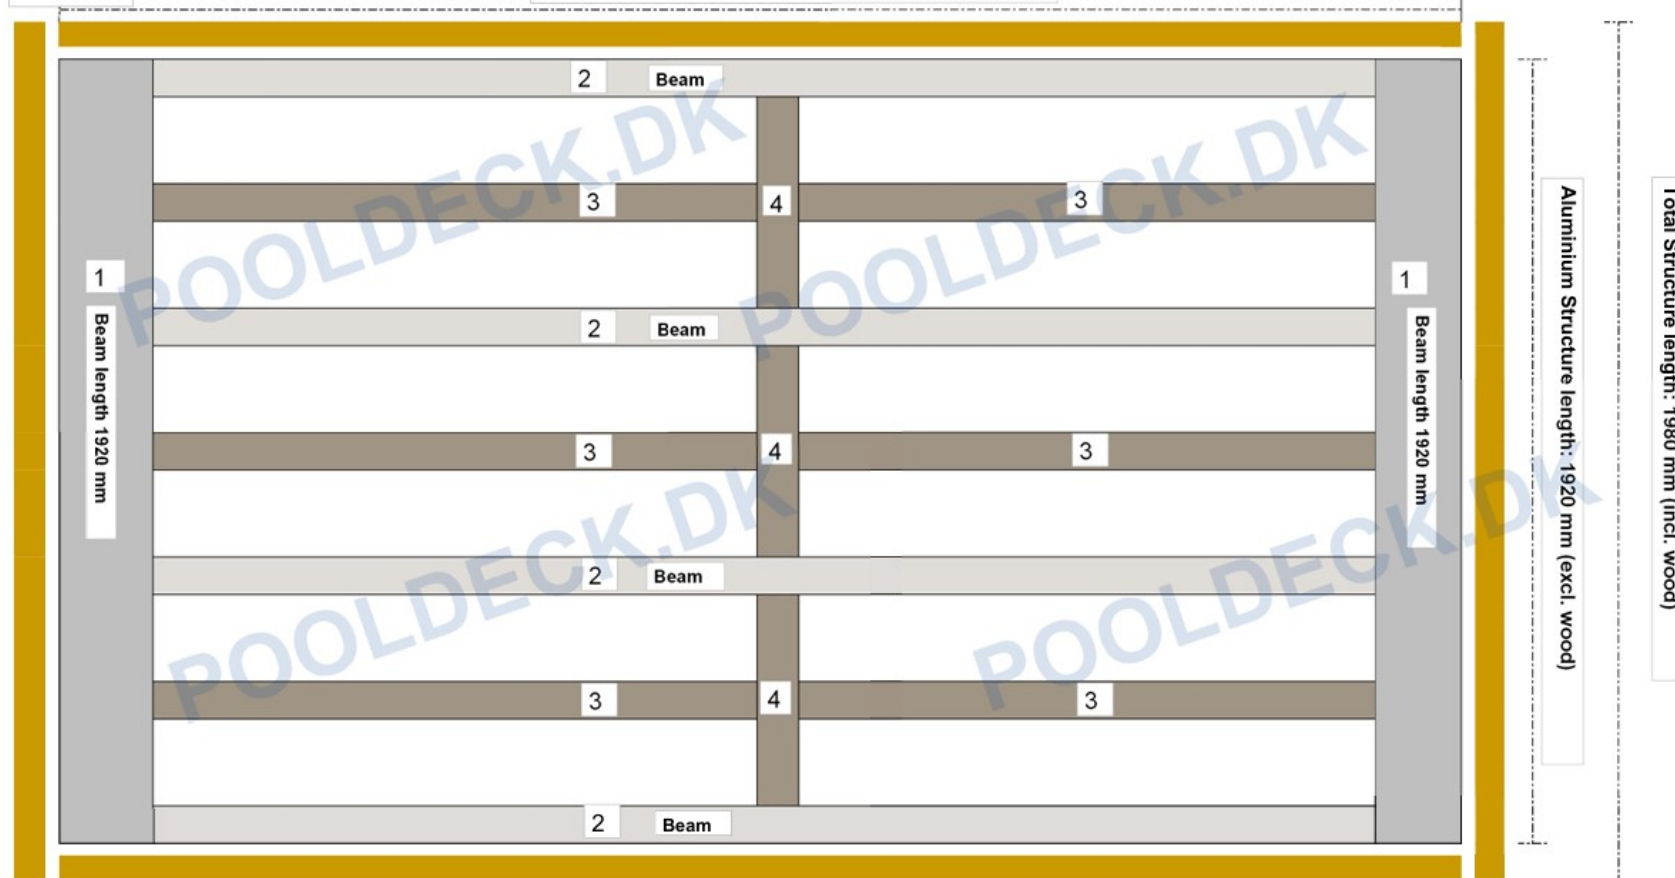 2 Beam
3 4 3
1
1
2 Beam
Beam length 1920 mm
Beam length 1920 mm
3 4 3
2 Beam
3 4 3
2 Beam
Aluminium Structure length: 1920 mm (excl. wood)
Total Structure length: 1980 mm (incl. wood)
POOLDECK.DK
POOLDECK.DK
POOLDECK.DK
POOLDECK.DK